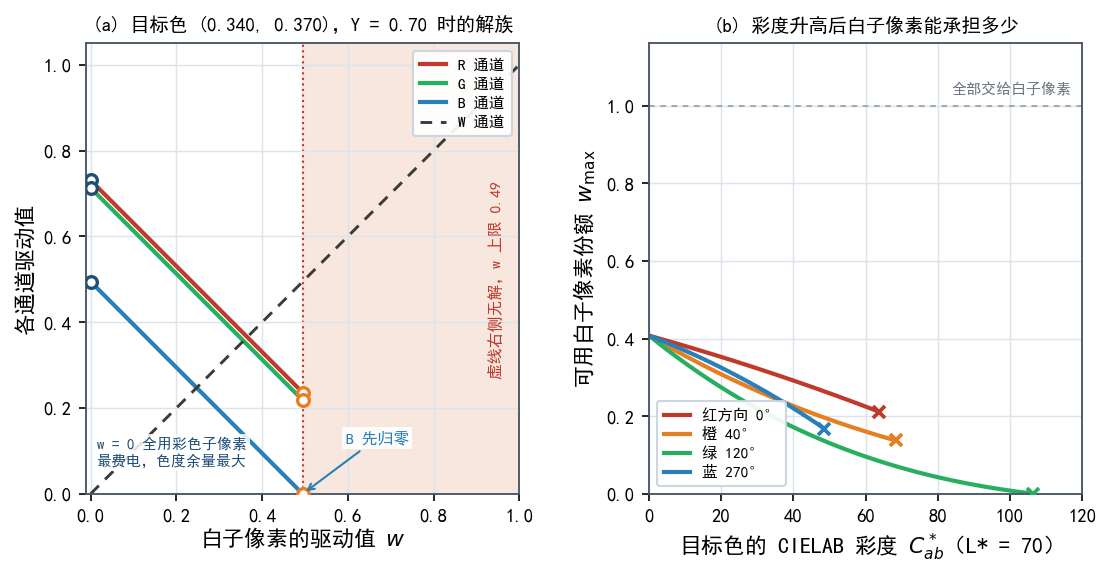 (a) 目标色 (0.340, 0.370), Y = 0.70 时的解族
各通道驱动值
1.0
0.8
0.6
0.4
0.2
0.0
R 通道
G 通道
B 通道
W 通道
虚线右侧无解, w 上限 0.49
w = 0 全用彩色子像素
最费电, 色度余量最大
B 先归零
0.0 0.2 0.4 0.6 0.8 1.0
白子像素的驱动值 w
(b) 彩度升高后白子像素能承担多少
可用白子像素份额 w_max
1.0
0.8
0.6
0.4
0.2
0.0
全部交给白子像素
红方向 0°
橙 40°
绿 120°
蓝 270°
0 20 40 60 80 100 120
目标色的 CIELAB 彩度 C*ab (L* = 70)